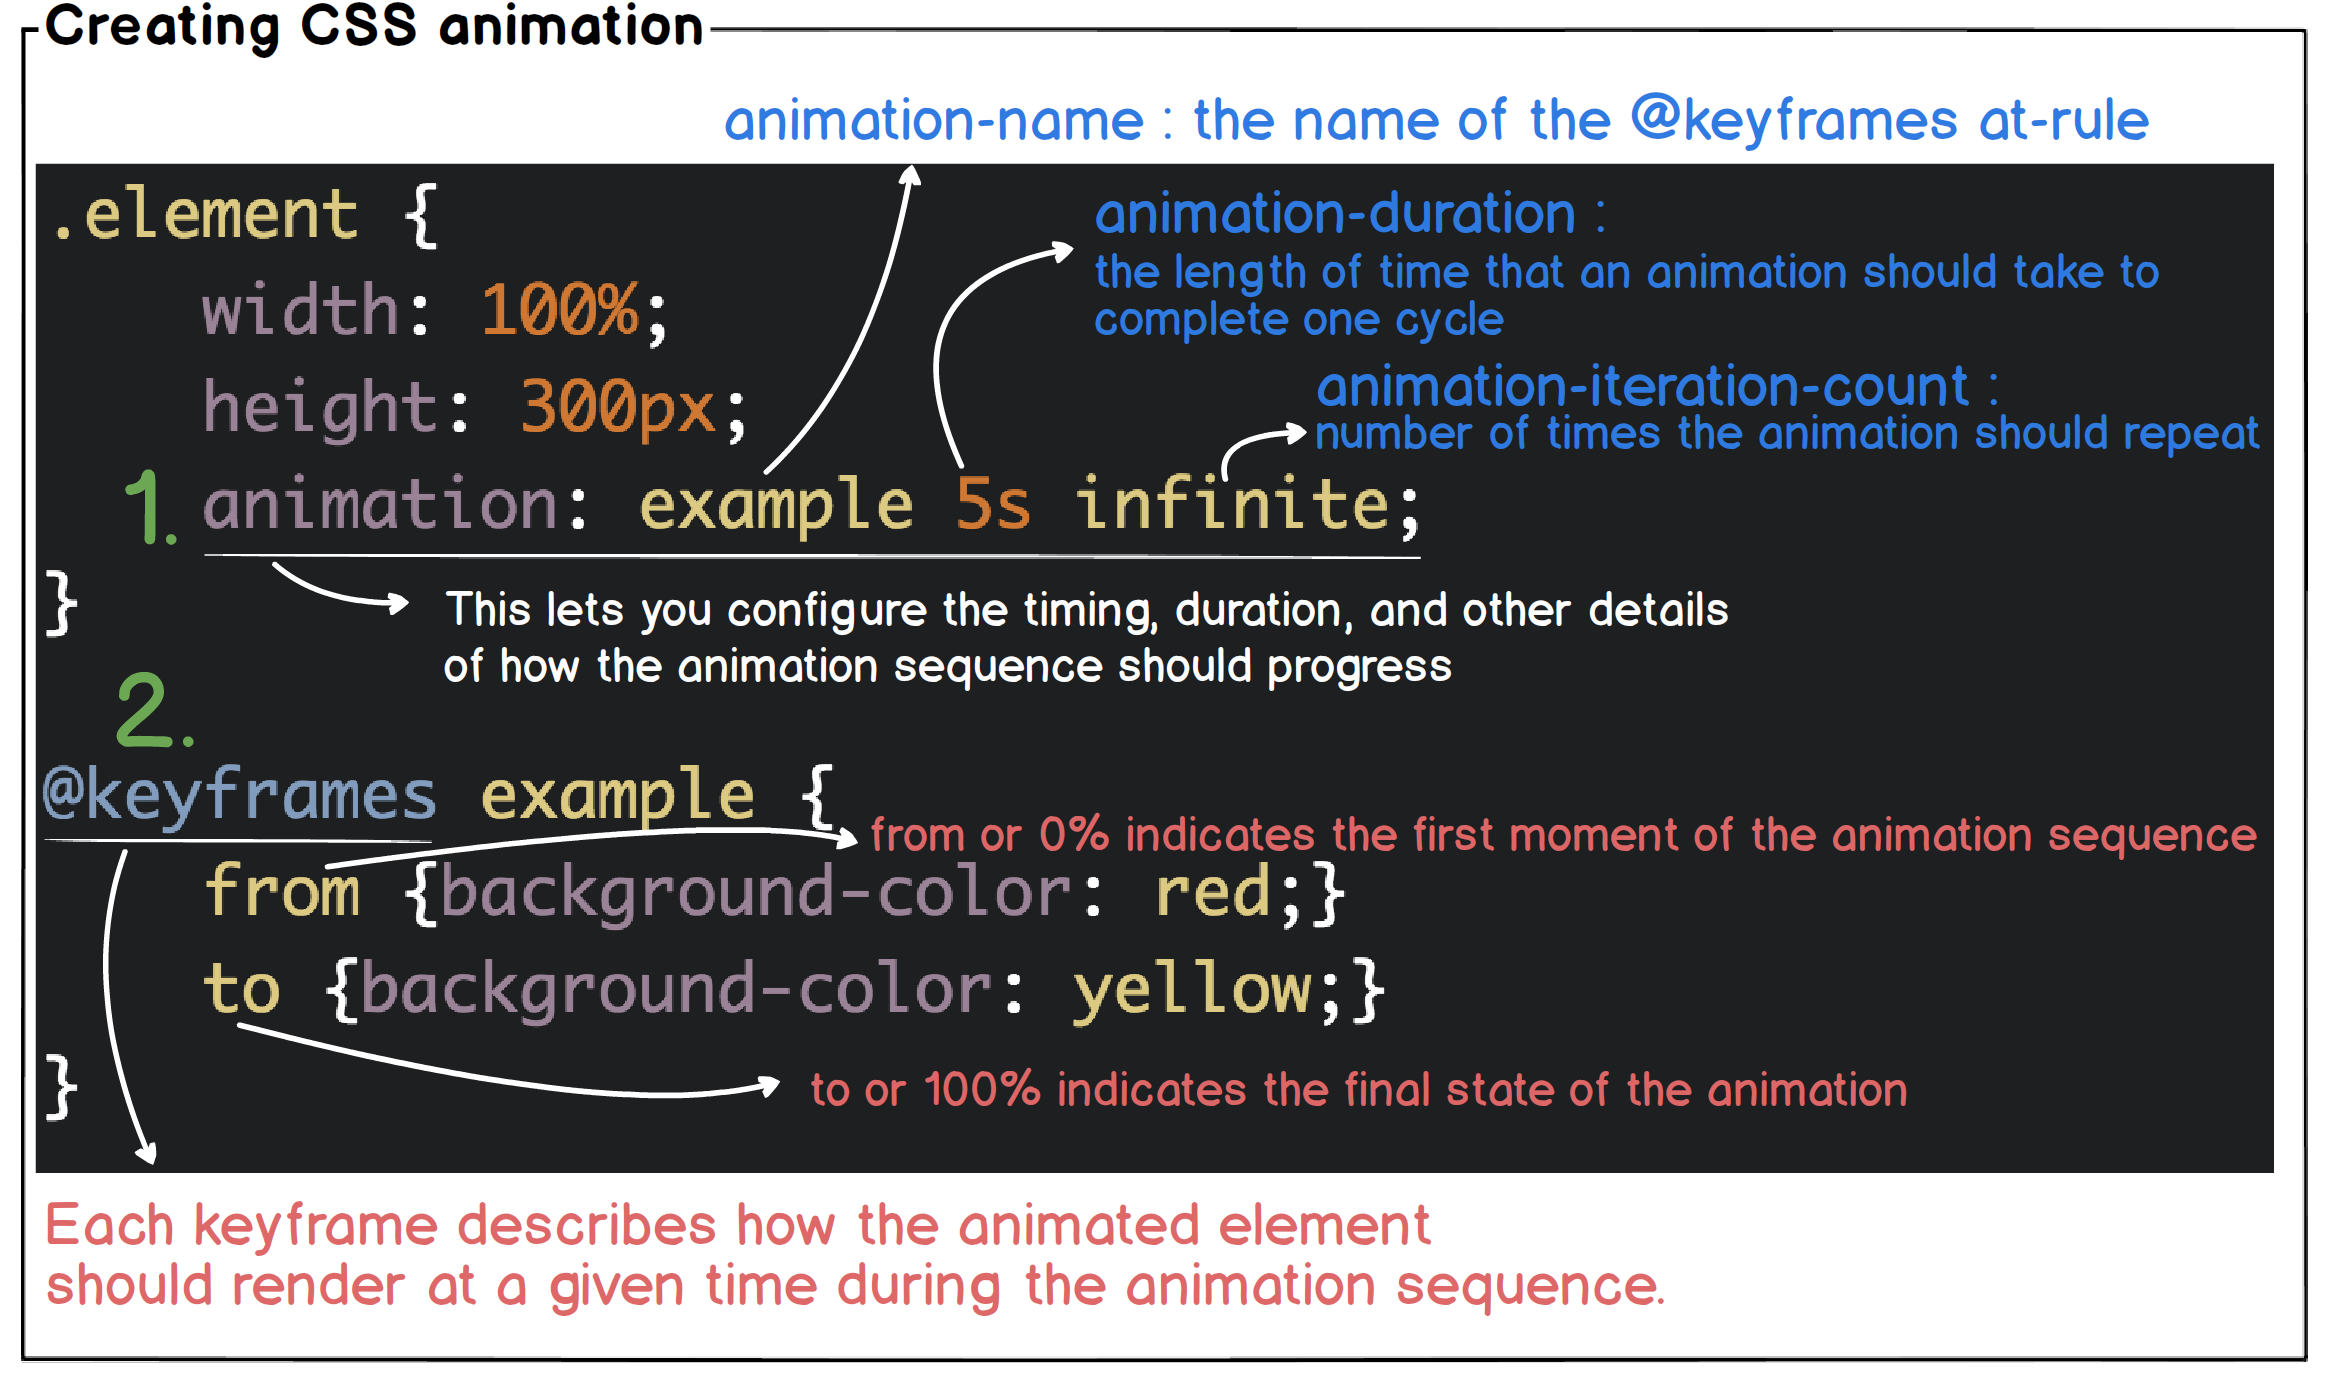 Creating CSS animation
animation-name : the name of the @keyframes at-rule
.element {
animation-duration :
the length of time that an animation should take to
width: 100%;
complete one cycle
animation-iteration-count :
height: 300px;
number of times the animation should repeat
1. animation: example 5s infinite;
}
This lets you configure the timing, duration, and other details
of how the animation sequence should progress
2.
@keyframes example {
from or 0% indicates the first moment of the animation sequence
from {background-color: red;}
to {background-color: yellow;}
}
to or 100% indicates the final state of the animation
Each keyframe describes how the animated element
should render at a given time during the animation sequence.